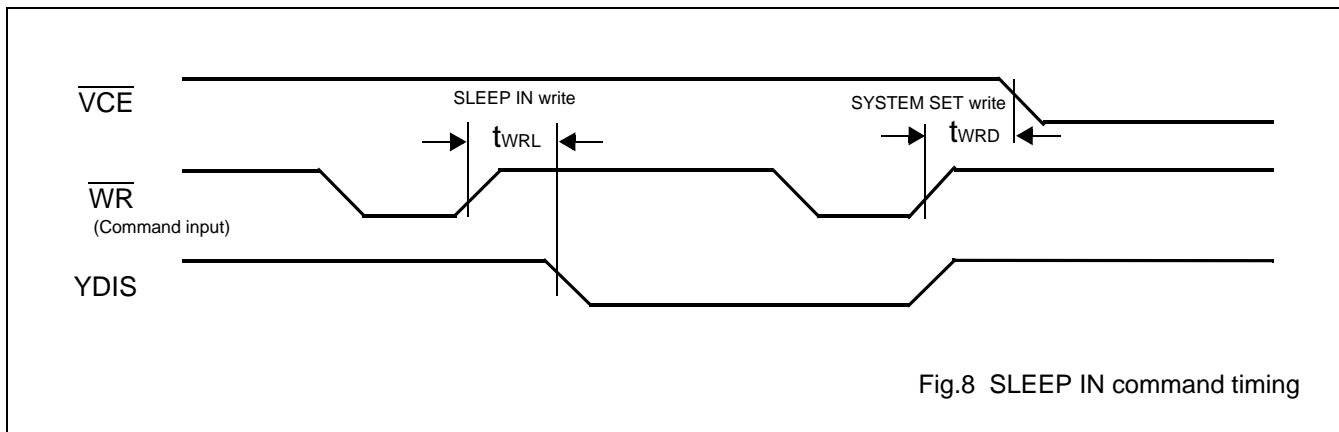 VCE
SLEEP IN write
SYSTEM SET write
tWRL
tWRD
WR
(Command input)
YDIS
Fig.8 SLEEP IN command timing